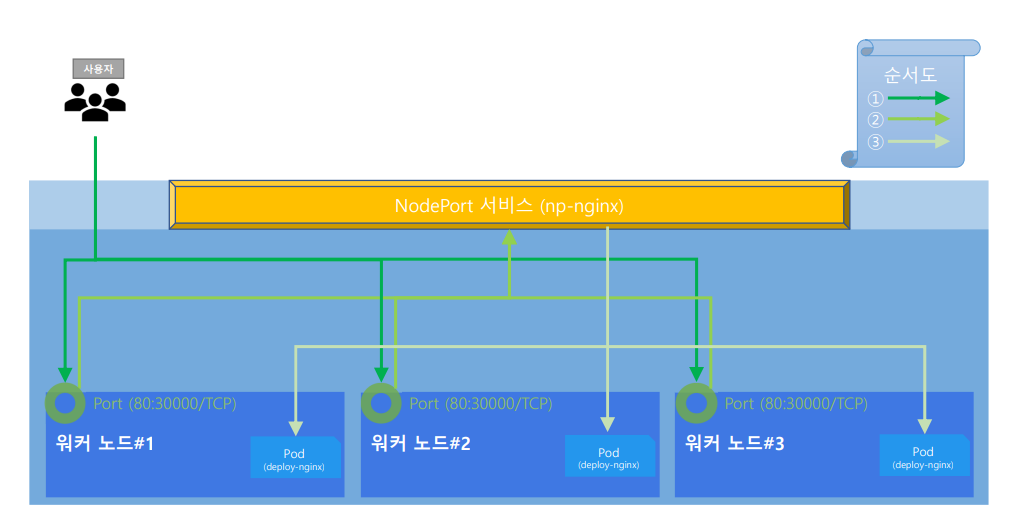 사용자
순서도
①
②
③
NodePort 서비스 (np-nginx)
Port (80:30000/TCP)
Port (80:30000/TCP)
Port (80:30000/TCP)
워커 노드#1
워커 노드#2
워커 노드#3
Pod
(deploy-nginx)
Pod
(deploy-nginx)
Pod
(deploy-nginx)